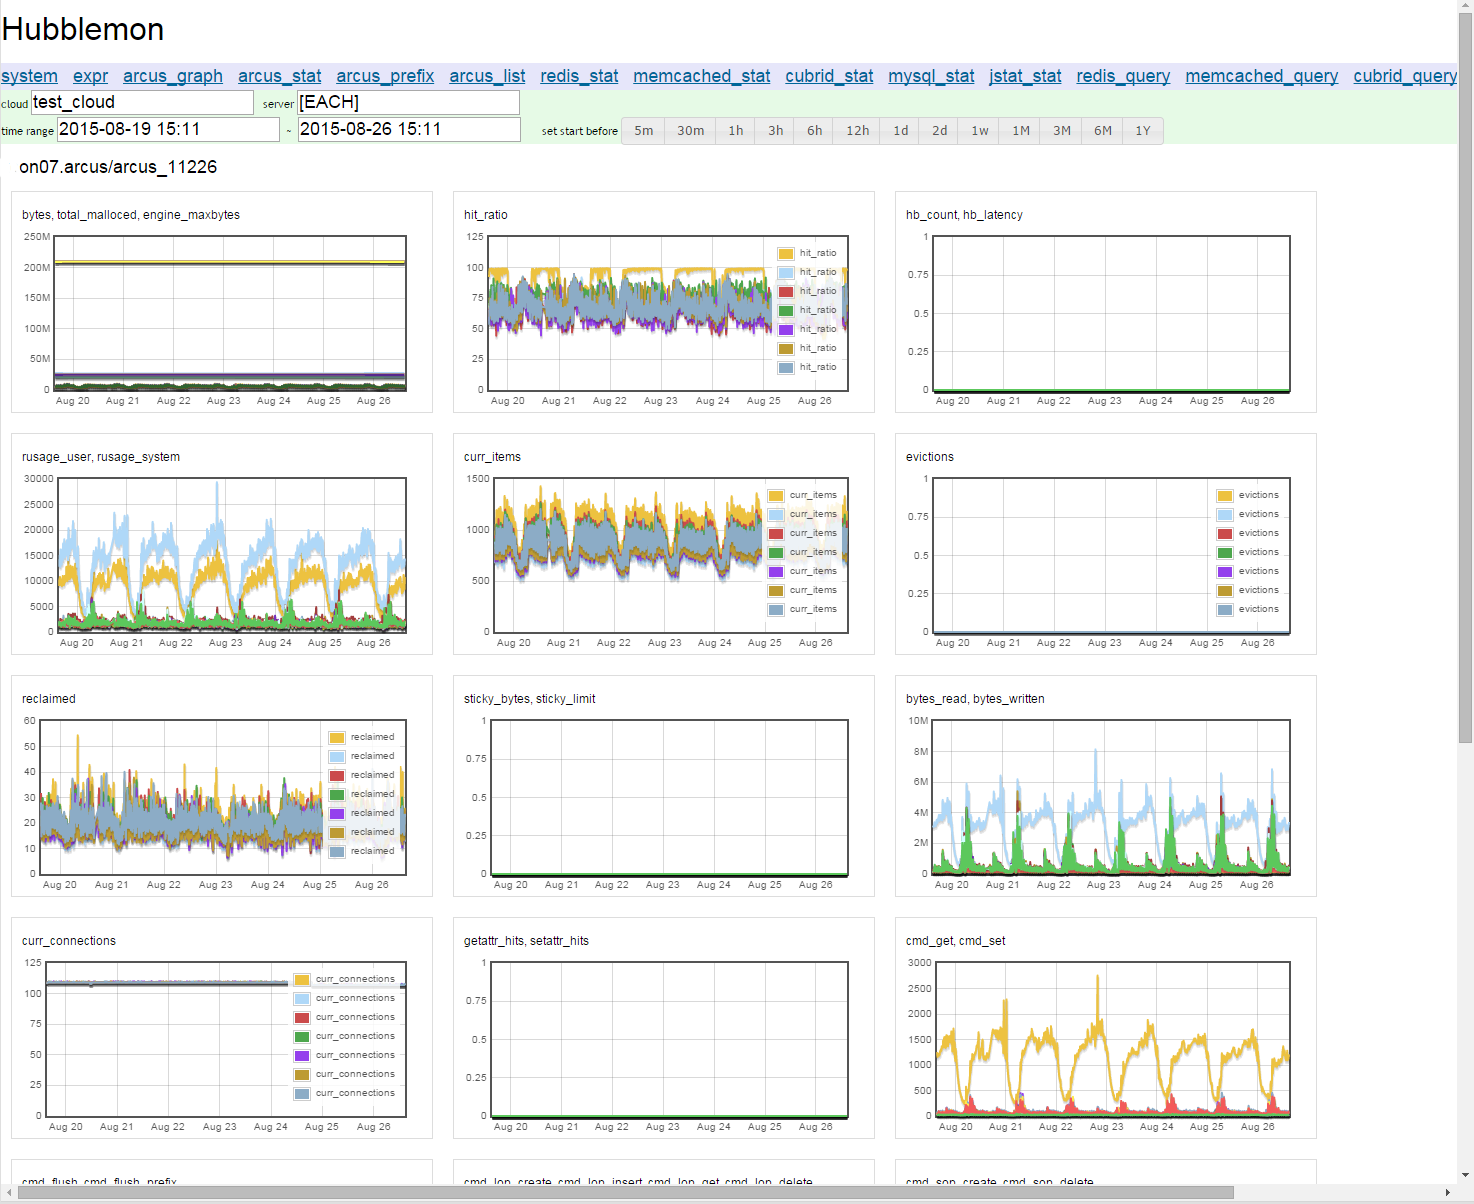 Hubblemon
system expr arcus_graph arcus_stat arcus_prefix arcus_list redis_stat memcached_stat cubrid_stat mysql_stat jstat_stat redis_query memcached_query cubrid_query
cloud test_cloud server [EACH]
time range 2015-08-19 15:11 ~ 2015-08-26 15:11 set start before 5m 30m 1h 3h 6h 12h 1d 2d 1w 1M 3M 6M 1Y
on07.arcus/arcus_11226
bytes, total_malloced, engine_maxbytes
250M
200M
150M
100M
50M
0
Aug 20 Aug 21 Aug 22 Aug 23 Aug 24 Aug 25 Aug 26
hit_ratio
125
100
75
50
25
0
hit_ratio
hit_ratio
hit_ratio
hit_ratio
hit_ratio
hit_ratio
hit_ratio
Aug 20 Aug 21 Aug 22 Aug 23 Aug 24 Aug 25 Aug 26
hb_count, hb_latency
1
0.75
0.5
0.25
0
Aug 20 Aug 21 Aug 22 Aug 23 Aug 24 Aug 25 Aug 26
rusage_user, rusage_system
30000
25000
20000
15000
10000
5000
0
Aug 20 Aug 21 Aug 22 Aug 23 Aug 24 Aug 25 Aug 26
curr_items
1500
1000
500
0
curr_items
curr_items
curr_items
curr_items
curr_items
curr_items
curr_items
Aug 20 Aug 21 Aug 22 Aug 23 Aug 24 Aug 25 Aug 26
evictions
1
0.75
0.5
0.25
0
evictions
evictions
evictions
evictions
evictions
evictions
evictions
Aug 20 Aug 21 Aug 22 Aug 23 Aug 24 Aug 25 Aug 26
reclaimed
60
50
40
30
20
10
0
reclaimed
reclaimed
reclaimed
reclaimed
reclaimed
reclaimed
reclaimed
Aug 20 Aug 21 Aug 22 Aug 23 Aug 24 Aug 25 Aug 26
sticky_bytes, sticky_limit
1
0.75
0.5
0.25
0
Aug 20 Aug 21 Aug 22 Aug 23 Aug 24 Aug 25 Aug 26
bytes_read, bytes_written
10M
8M
6M
4M
2M
0
Aug 20 Aug 21 Aug 22 Aug 23 Aug 24 Aug 25 Aug 26
curr_connections
125
100
75
50
25
0
curr_connections
curr_connections
curr_connections
curr_connections
curr_connections
curr_connections
curr_connections
Aug 20 Aug 21 Aug 22 Aug 23 Aug 24 Aug 25 Aug 26
getattr_hits, setattr_hits
1
0.75
0.5
0.25
0
Aug 20 Aug 21 Aug 22 Aug 23 Aug 24 Aug 25 Aug 26
cmd_get, cmd_set
3000
2500
2000
1500
1000
500
0
Aug 20 Aug 21 Aug 22 Aug 23 Aug 24 Aug 25 Aug 26
cmd_flush, cmd_flush_prefix
cmd_lop_create, cmd_lop_insert, cmd_lop_get, cmd_lop_delete
cmd_sop_create, cmd_sop_delete